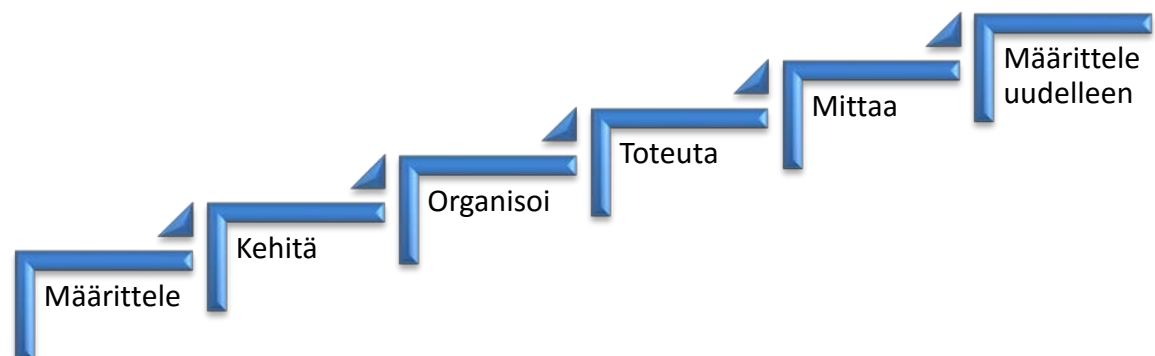 Määrittele
Kehitä
Organisoi
Toteuta
Mittaa
Määrittele
uudelleen